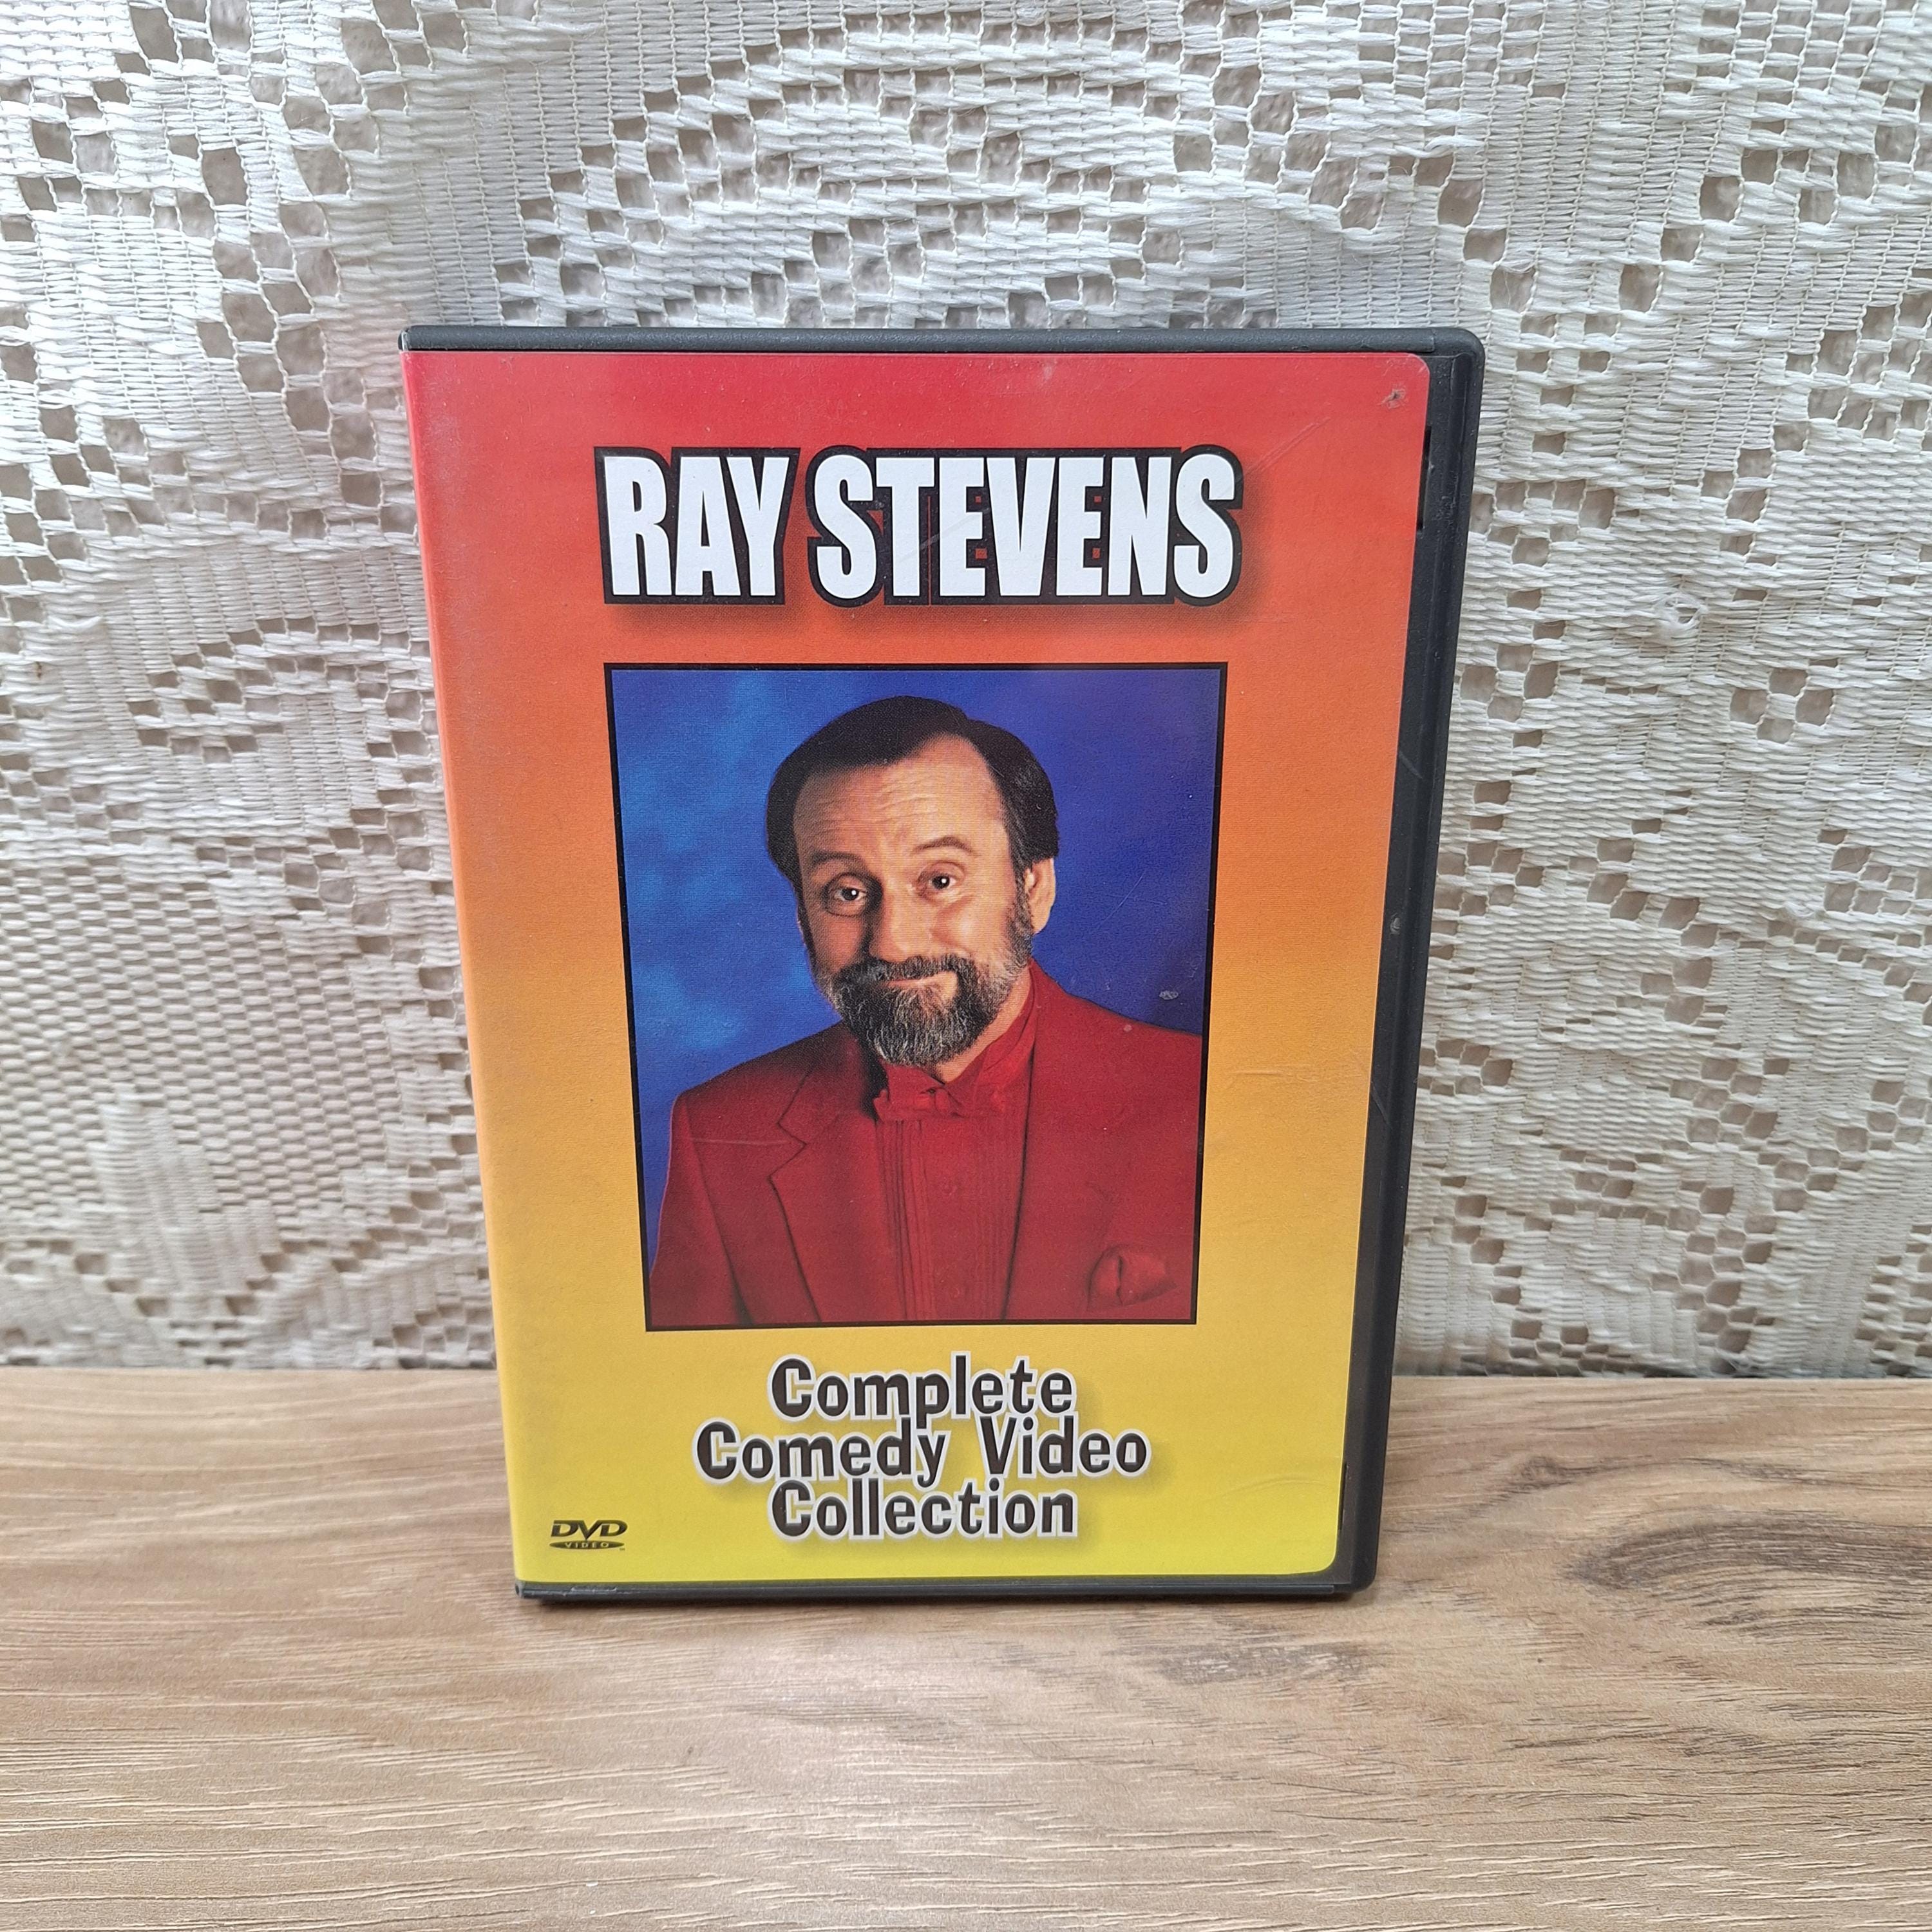 RAY STEVENS
Complete
Comedy Video
Collection
DVD
VIDEO